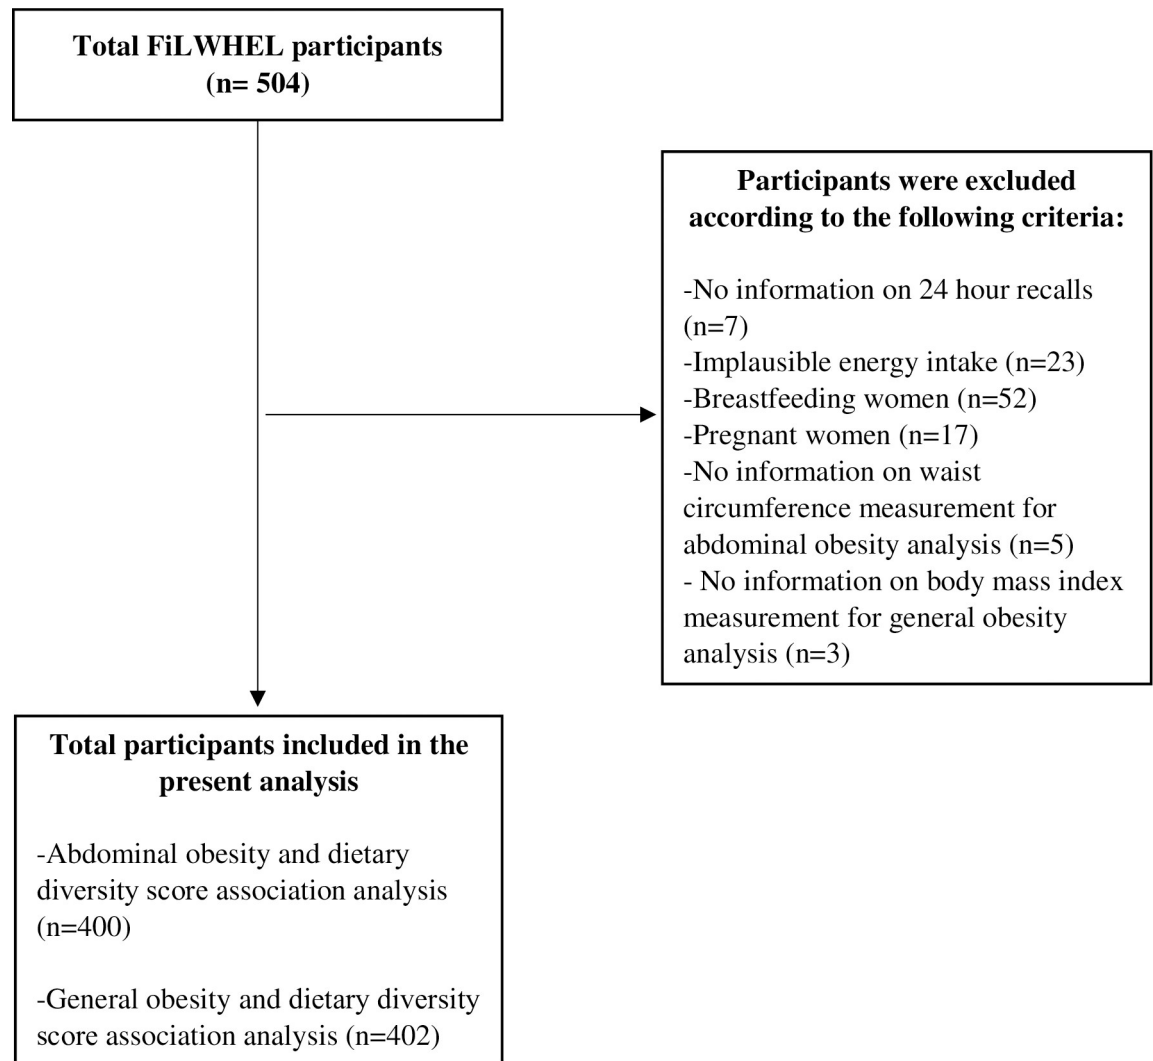 Total FiLWHEL participants
(n= 504)
Participants were excluded
according to the following criteria:
-No information on 24 hour recalls
(n=7)
-Implausible energy intake (n=23)
-Breastfeeding women (n=52)
-Pregnant women (n=17)
-No information on waist
circumference measurement for
abdominal obesity analysis (n=5)
- No information on body mass index
measurement for general obesity
analysis (n=3)
Total participants included in the
present analysis
-Abdominal obesity and dietary
diversity score association analysis
(n=400)
-General obesity and dietary diversity
score association analysis (n=402)